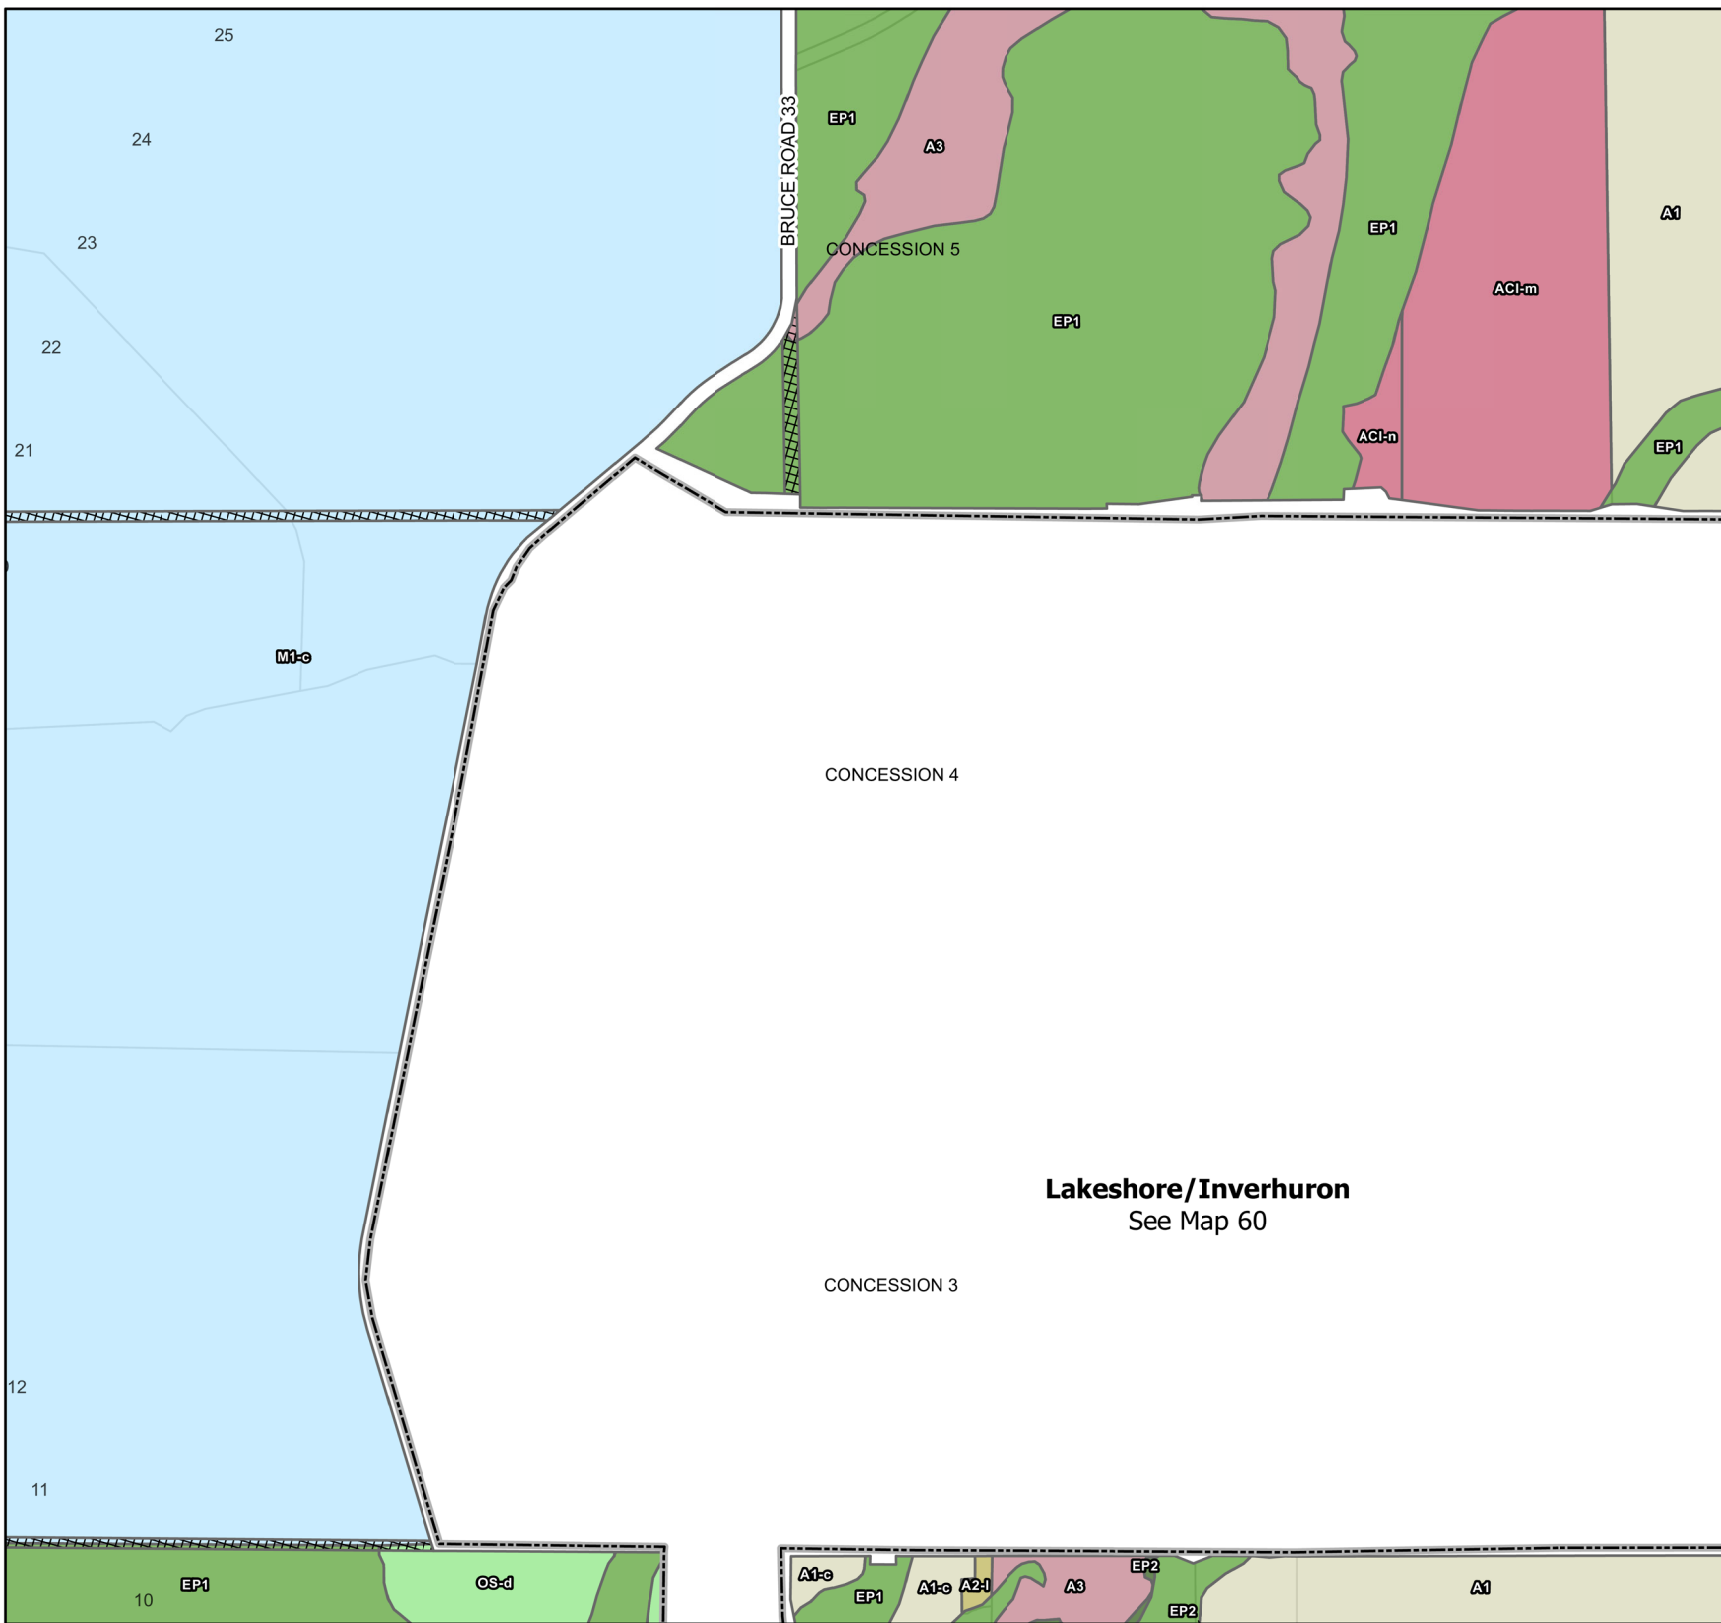 25
24
23
22
21
BRUCE ROAD 33
EP1
A3
CONCESSION 5
EP1
EP1
ACI-m
A1
ACI-n
EP1
M1-c
CONCESSION 4
Lakeshore/Inverhuron
See Map 60
CONCESSION 3
12
11
EP1
10
OS-d
A1-c
EP1
A1-c
A2-l
A3
EP2
EP2
A1